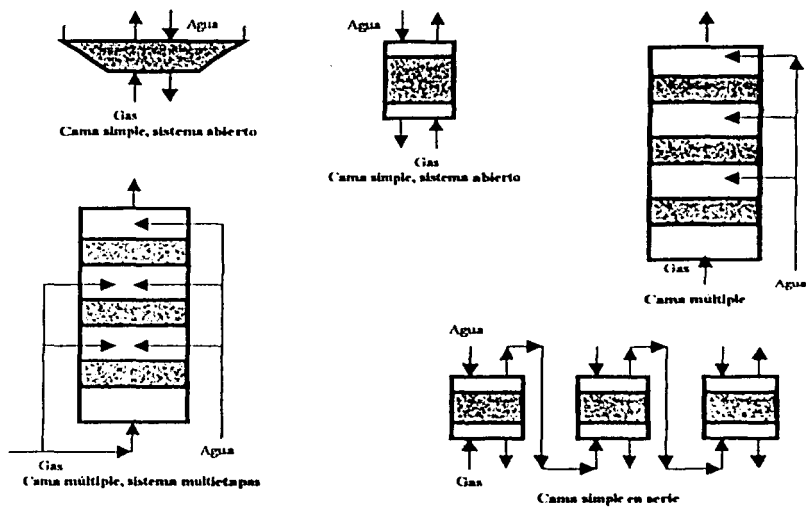 Agua
Gas
Cama simple, sistema abierto
Agua
Gas
Cama simple, sistema abierto
Gas
Agua
Cama múltiple
Gas
Agua
Cama múltiple, sistema multietapas
Agua
Gas
Cama simple en serie